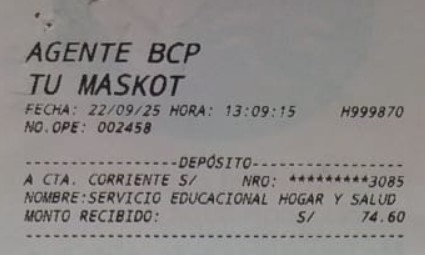 AGENTE BCP
TU MASKOT
FECHA: 22/09/25 HORA: 13:09:15 H999870
NO.OPE: 002458
--------------------DEPÓSITO--------------------
A CTA. CORRIENTE S/ NRO: *********3085
NOMBRE:SERVICIO EDUCACIONAL HOGAR Y SALUD
MONTO RECIBIDO: S/ 74.60
------------------------------------------------